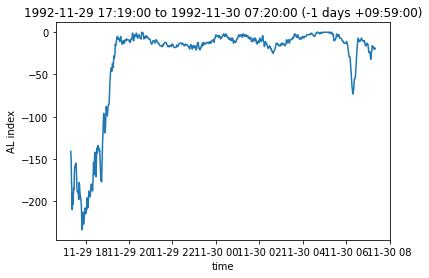 1992-11-29 17:19:00 to 1992-11-30 07:20:00 (-1 days +09:59:00)
0
−50
−100
−150
−200
AL index
11-29 18 11-29 20 11-29 22 11-30 00 11-30 02 11-30 04 11-30 06 11-30 08
time